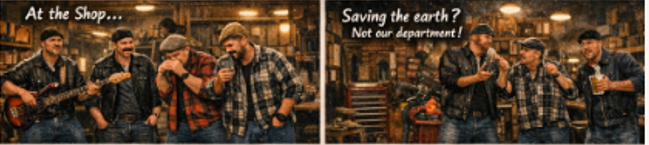 At the Shop...
Saving the earth?
Not our department!